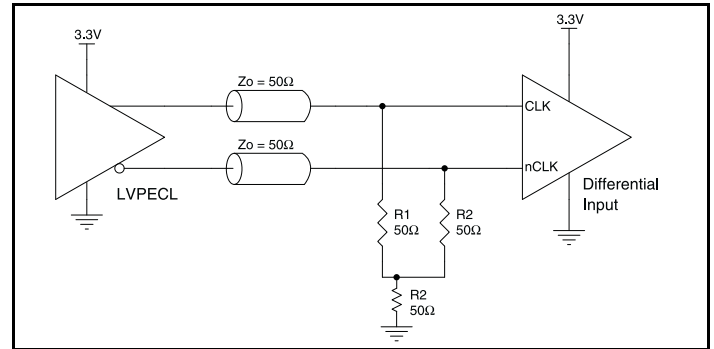 3.3V
3.3V
Zo = 50Ω
CLK
Zo = 50Ω
nCLK
LVPECL
Differential
Input
R1
50Ω
R2
50Ω
R2
50Ω